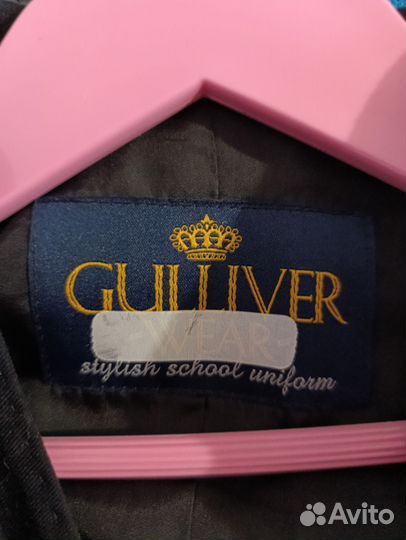 GULLIVER
WEAR
stylish school uniform
Avito